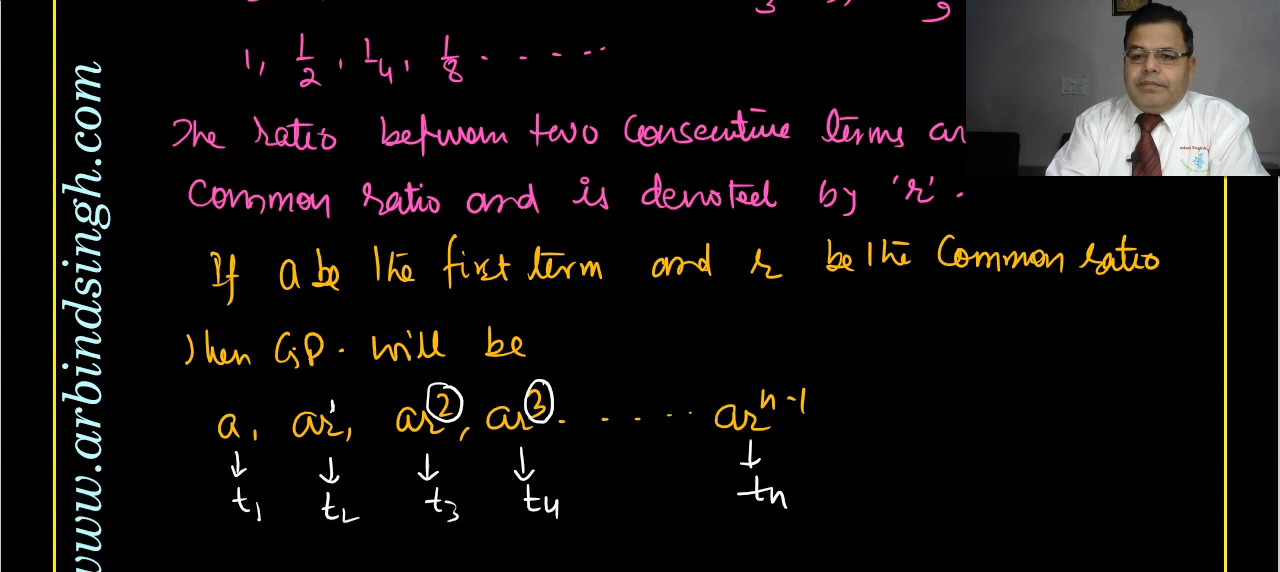 1, 1/2, 1/4, 1/8 ......
The ratio between two Consecutive terms
Common ratio and is denoted by 'r'.
If a be the first term and r be the Common ratio
Then G.P. will be
a, ar¹, ar², ar³ ...... arⁿ⁻¹
↓ ↓ ↓ ↓ ↓
t₁ t₂ t₃ t₄ tₙ
www.arbindsingh.com